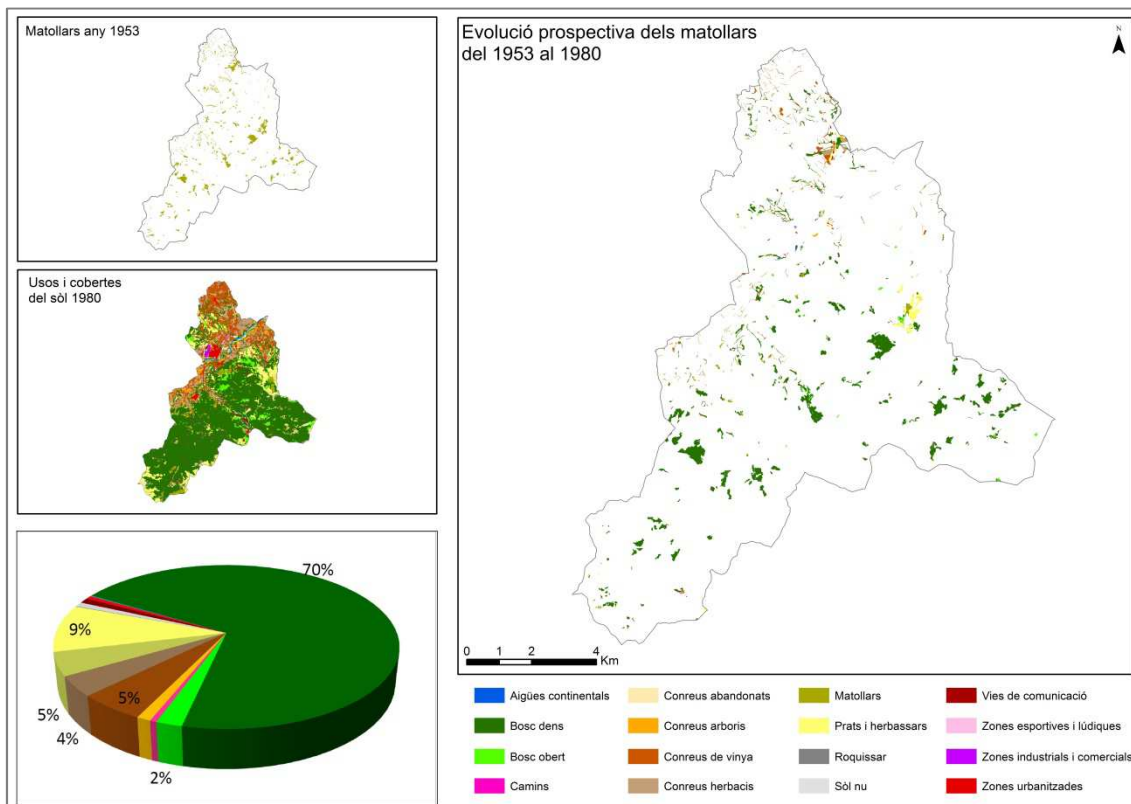 Matollars any 1953
Usos i cobertes
del sòl 1980
70%
9%
5%
5%
4%
2%
Evolució prospectiva dels matollars
del 1953 al 1980
N
0 1 2 4
Km
Aigües continentals
Bosc dens
Bosc obert
Camins
Conreus abandonats
Conreus arboris
Conreus de vinya
Conreus herbacis
Matollars
Prats i herbassars
Roquissar
Sòl nu
Vies de comunicació
Zones esportives i lúdiques
Zones industrials i comercials
Zones urbanitzades